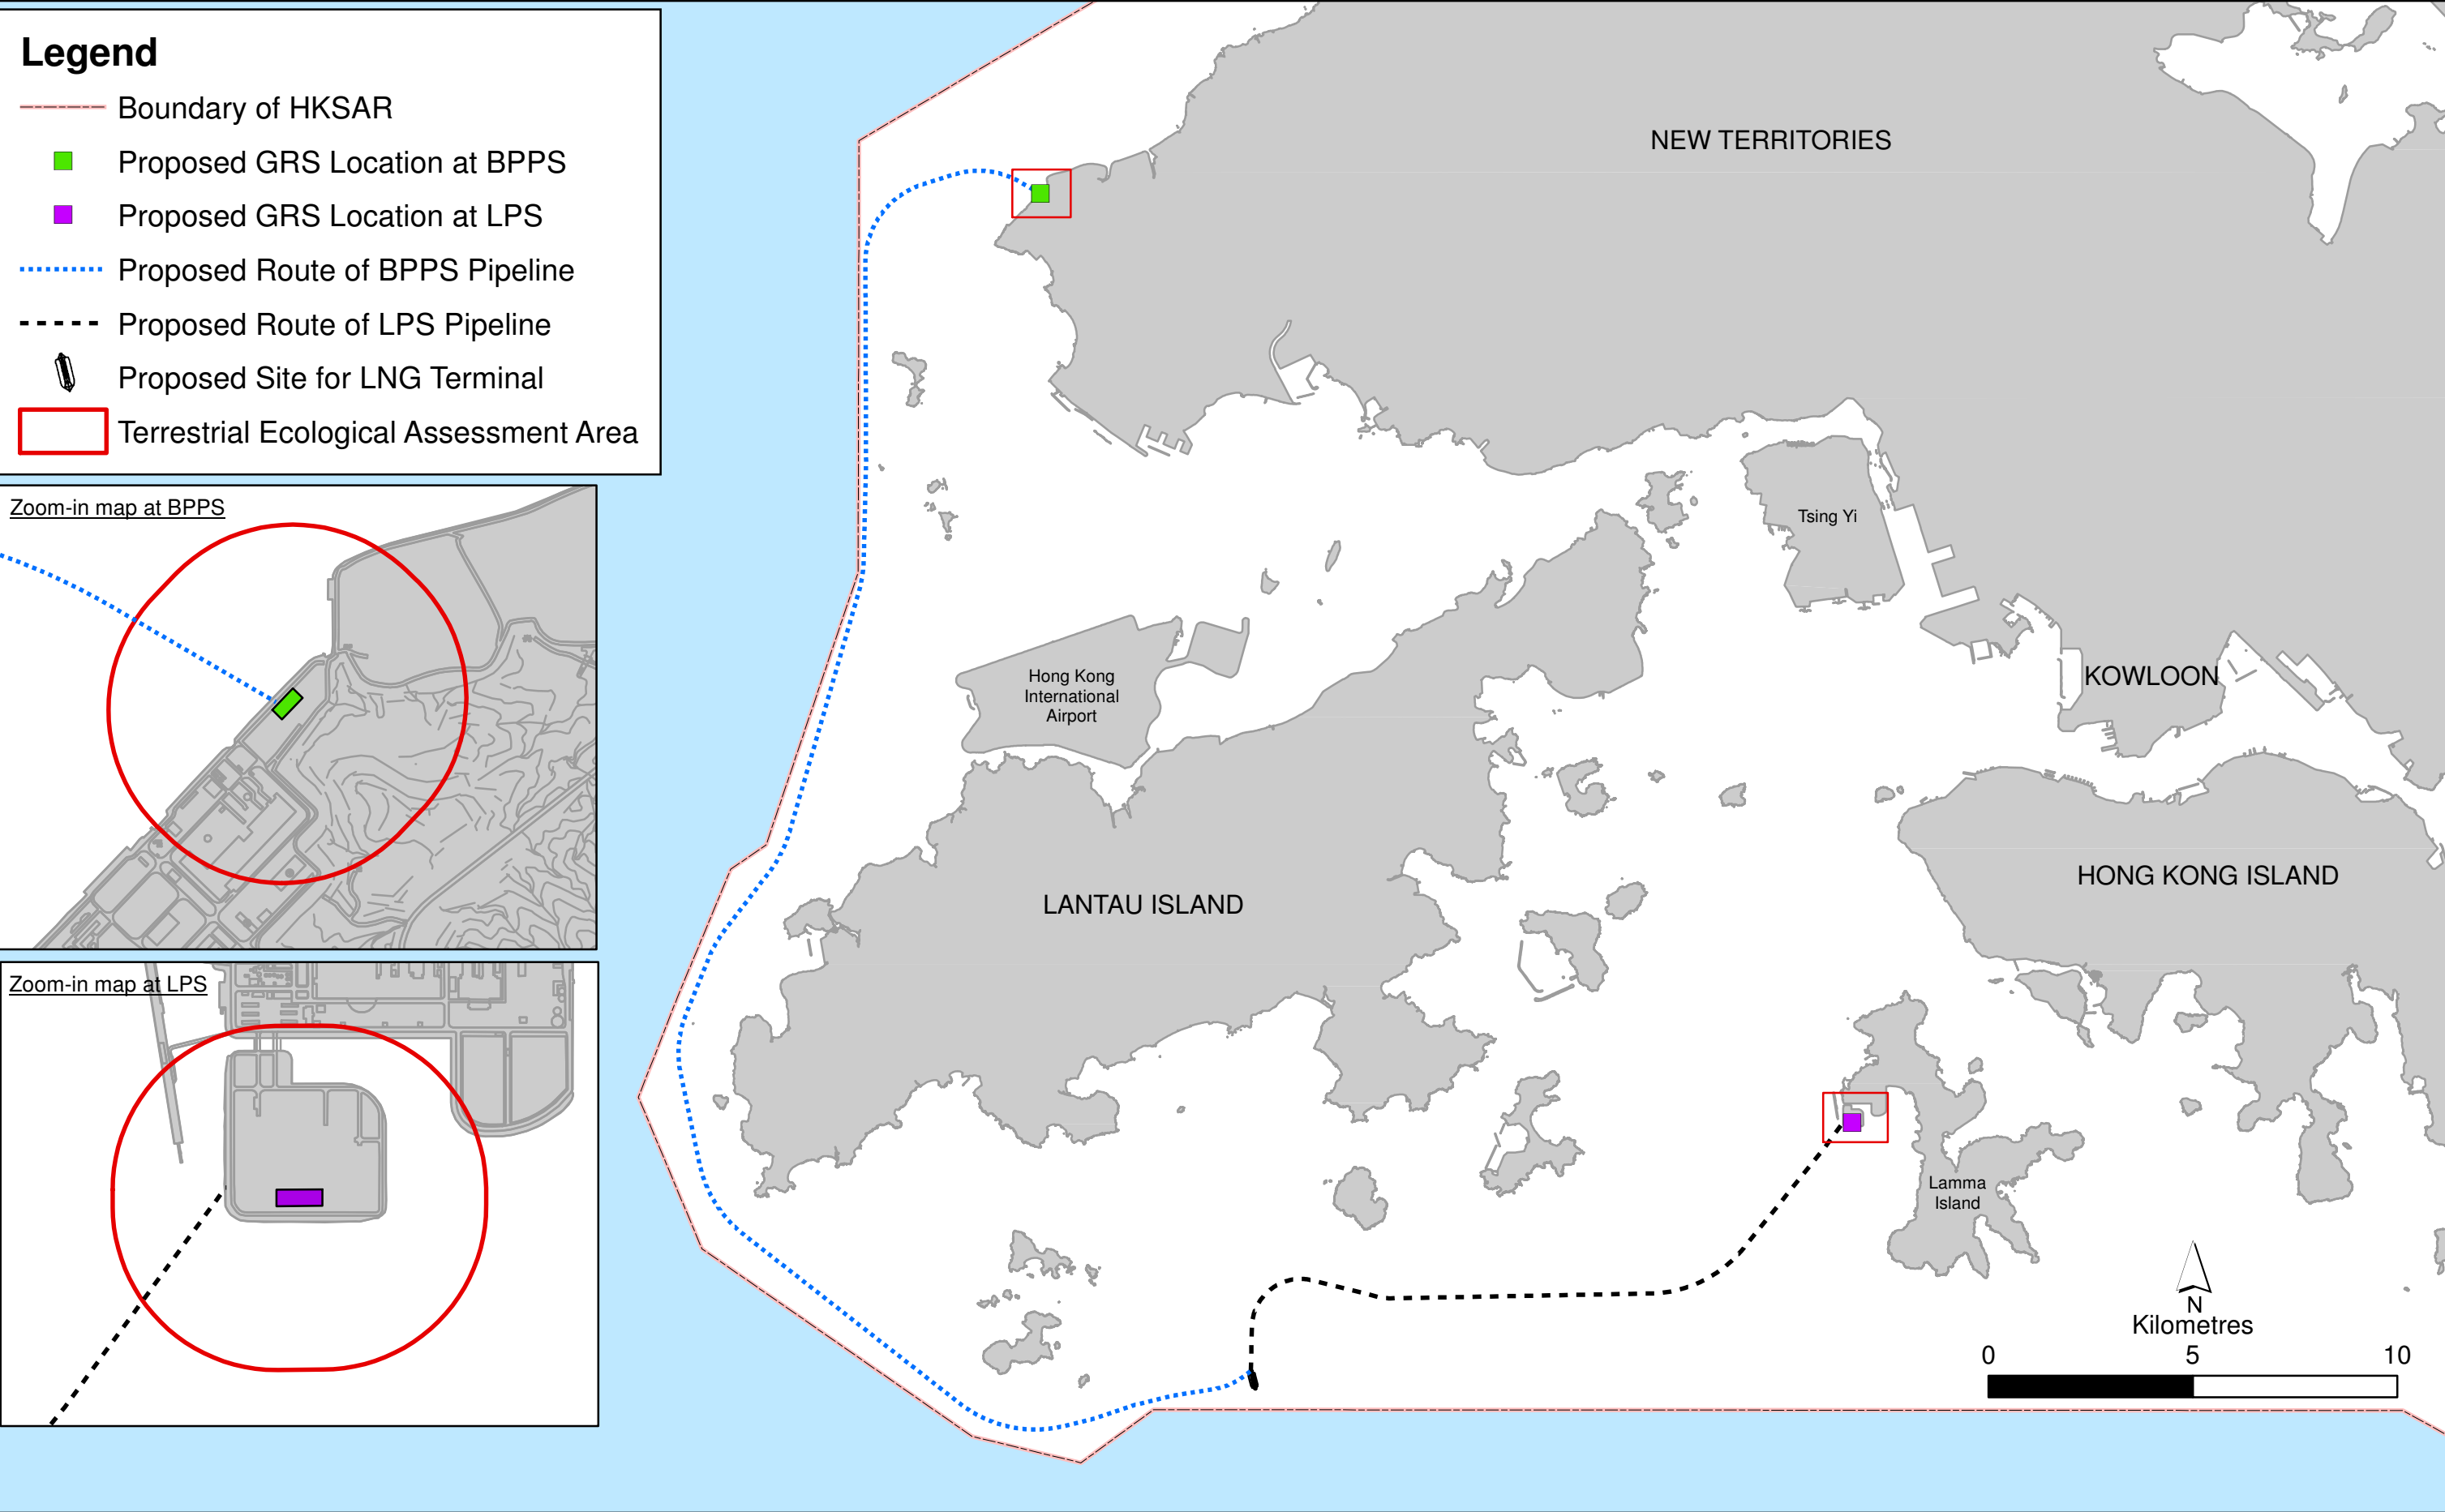 Legend
Boundary of HKSAR
Proposed GRS Location at BPPS
Proposed GRS Location at LPS
Proposed Route of BPPS Pipeline
Proposed Route of LPS Pipeline
Proposed Site for LNG Terminal
Terrestrial Ecological Assessment Area
Zoom-in map at BPPS
Zoom-in map at LPS
NEW TERRITORIES
Tsing Yi
Hong Kong
International
Airport
KOWLOON
LANTAU ISLAND
HONG KONG ISLAND
Lamma
Island
N
Kilometres
0 5 10